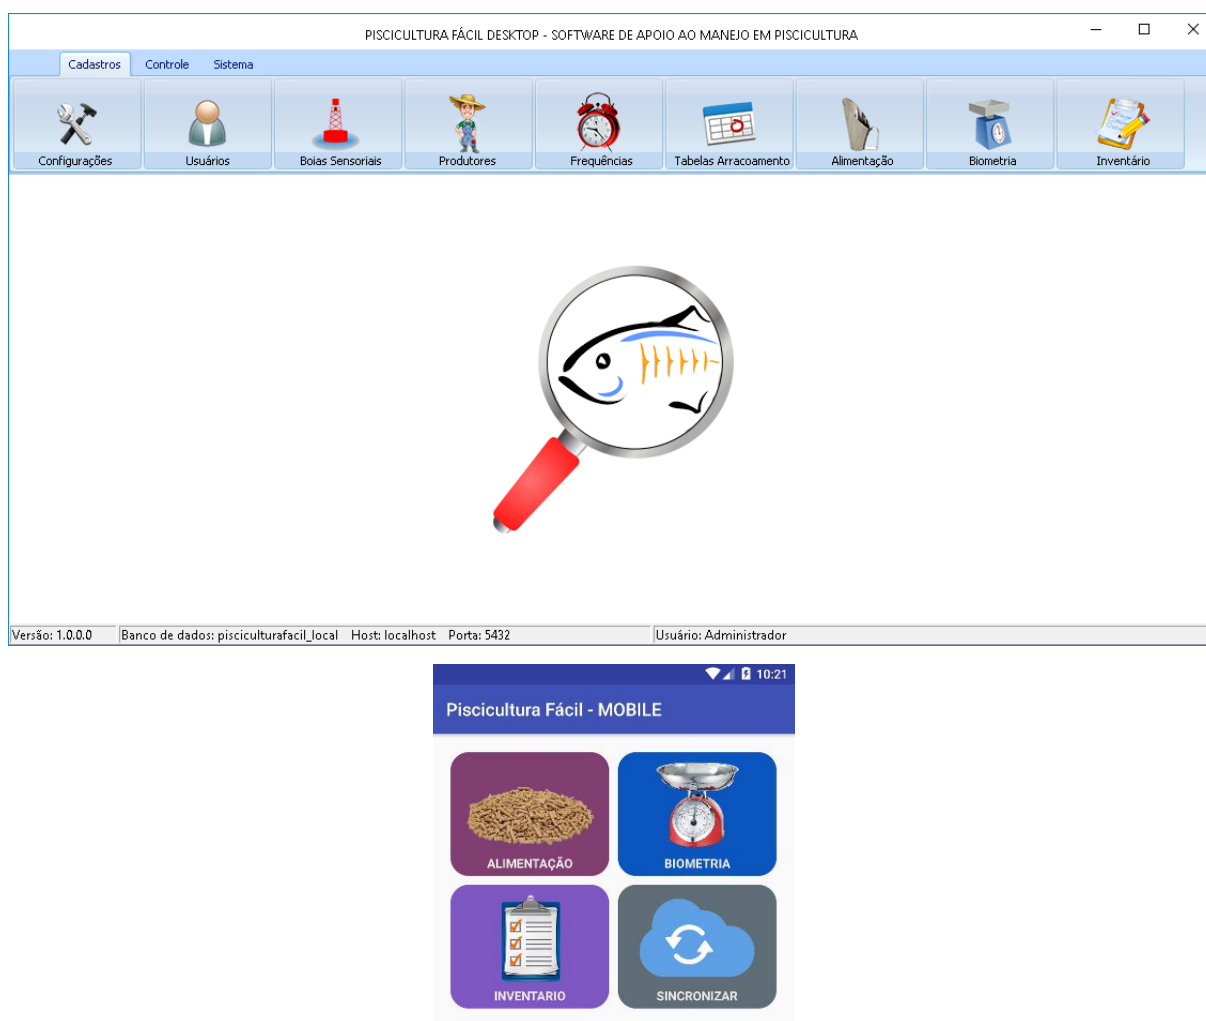 PISCICULTURA FÁCIL DESKTOP - SOFTWARE DE APOIO AO MANEJO EM PISCICULTURA
Cadastros Controle Sistema
Configurações Usuários Boias Sensoriais Produtores Frequências Tabelas Arracoamento Alimentação Biometria Inventário
Versão: 1.0.0.0 Banco de dados: pisciculturafacil_local Host: localhost Porta: 5432 Usuário: Administrador
10:21
Piscicultura Fácil - MOBILE
ALIMENTAÇÃO BIOMETRIA
INVENTARIO SINCRONIZAR